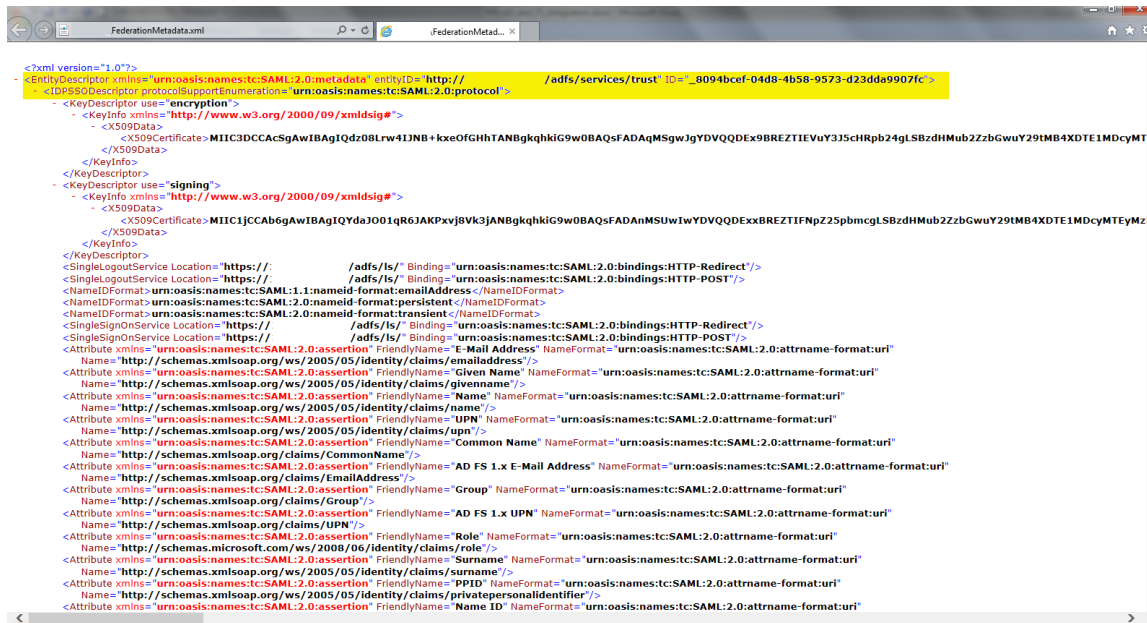 FederationMetadata.xml
FederationMetad...
<?xml version="1.0"?>
- <EntityDescriptor xmlns="urn:oasis:names:tc:SAML:2.0:metadata" entityID="http:// /adfs/services/trust" ID="_8094bcef-04d8-4b58-9573-d23dda9907fc">
- <IDPSSODescriptor protocolSupportEnumeration="urn:oasis:names:tc:SAML:2.0:protocol">
- <KeyDescriptor use="encryption">
- <KeyInfo xmlns="http://www.w3.org/2000/09/xmldsig#">
- <X509Data>
<X509Certificate>MIIC3DCCAcSgAwIBAgIQdz08Lrw4IJNB+kxeOfGHhTANBgkqhkiG9w0BAQsFADAqMSgwJgYDVQQDEx9BREZTIEVuY3J5cHRpb24gLSBzdHMub2ZzbGwuY29tMB4XDTE1MDcyMT
</X509Data>
</KeyInfo>
</KeyDescriptor>
- <KeyDescriptor use="signing">
- <KeyInfo xmlns="http://www.w3.org/2000/09/xmldsig#">
- <X509Data>
<X509Certificate>MIIC1jCCAb6gAwIBAgIQYdaJO01qR6JAKPxvj8Vk3jANBgkqhkiG9w0BAQsFADAnMSUwIwYDVQQDExxBREZTIFNpZ25pbmcgLSBzdHMub2ZzbGwuY29tMB4XDTE1MDcyMTEyMz
</X509Data>
</KeyInfo>
</KeyDescriptor>
<SingleLogoutService Location="https:// /adfs/ls/" Binding="urn:oasis:names:tc:SAML:2.0:bindings:HTTP-Redirect"/>
<SingleLogoutService Location="https:// /adfs/ls/" Binding="urn:oasis:names:tc:SAML:2.0:bindings:HTTP-POST"/>
<NameIDFormat>urn:oasis:names:tc:SAML:1.1:nameid-format:emailAddress</NameIDFormat>
<NameIDFormat>urn:oasis:names:tc:SAML:2.0:nameid-format:persistent</NameIDFormat>
<NameIDFormat>urn:oasis:names:tc:SAML:2.0:nameid-format:transient</NameIDFormat>
<SingleSignOnService Location="https:// /adfs/ls/" Binding="urn:oasis:names:tc:SAML:2.0:bindings:HTTP-Redirect"/>
<SingleSignOnService Location="https:// /adfs/ls/" Binding="urn:oasis:names:tc:SAML:2.0:bindings:HTTP-POST"/>
<Attribute xmlns="urn:oasis:names:tc:SAML:2.0:assertion" FriendlyName="E-Mail Address" NameFormat="urn:oasis:names:tc:SAML:2.0:attrname-format:uri"
Name="http://schemas.xmlsoap.org/ws/2005/05/identity/claims/emailaddress"/>
<Attribute xmlns="urn:oasis:names:tc:SAML:2.0:assertion" FriendlyName="Given Name" NameFormat="urn:oasis:names:tc:SAML:2.0:attrname-format:uri"
Name="http://schemas.xmlsoap.org/ws/2005/05/identity/claims/givenname"/>
<Attribute xmlns="urn:oasis:names:tc:SAML:2.0:assertion" FriendlyName="Name" NameFormat="urn:oasis:names:tc:SAML:2.0:attrname-format:uri"
Name="http://schemas.xmlsoap.org/ws/2005/05/identity/claims/name"/>
<Attribute xmlns="urn:oasis:names:tc:SAML:2.0:assertion" FriendlyName="UPN" NameFormat="urn:oasis:names:tc:SAML:2.0:attrname-format:uri"
Name="http://schemas.xmlsoap.org/ws/2005/05/identity/claims/upn"/>
<Attribute xmlns="urn:oasis:names:tc:SAML:2.0:assertion" FriendlyName="Common Name" NameFormat="urn:oasis:names:tc:SAML:2.0:attrname-format:uri"
Name="http://schemas.xmlsoap.org/claims/CommonName"/>
<Attribute xmlns="urn:oasis:names:tc:SAML:2.0:assertion" FriendlyName="AD FS 1.x E-Mail Address" NameFormat="urn:oasis:names:tc:SAML:2.0:attrname-format:uri"
Name="http://schemas.xmlsoap.org/claims/EmailAddress"/>
<Attribute xmlns="urn:oasis:names:tc:SAML:2.0:assertion" FriendlyName="Group" NameFormat="urn:oasis:names:tc:SAML:2.0:attrname-format:uri"
Name="http://schemas.xmlsoap.org/claims/Group"/>
<Attribute xmlns="urn:oasis:names:tc:SAML:2.0:assertion" FriendlyName="AD FS 1.x UPN" NameFormat="urn:oasis:names:tc:SAML:2.0:attrname-format:uri"
Name="http://schemas.xmlsoap.org/claims/UPN"/>
<Attribute xmlns="urn:oasis:names:tc:SAML:2.0:assertion" FriendlyName="Role" NameFormat="urn:oasis:names:tc:SAML:2.0:attrname-format:uri"
Name="http://schemas.microsoft.com/ws/2008/06/identity/claims/role"/>
<Attribute xmlns="urn:oasis:names:tc:SAML:2.0:assertion" FriendlyName="Surname" NameFormat="urn:oasis:names:tc:SAML:2.0:attrname-format:uri"
Name="http://schemas.xmlsoap.org/ws/2005/05/identity/claims/surname"/>
<Attribute xmlns="urn:oasis:names:tc:SAML:2.0:assertion" FriendlyName="PPID" NameFormat="urn:oasis:names:tc:SAML:2.0:attrname-format:uri"
Name="http://schemas.xmlsoap.org/ws/2005/05/identity/claims/privatepersonalidentifier"/>
<Attribute xmlns="urn:oasis:names:tc:SAML:2.0:assertion" FriendlyName="Name ID" NameFormat="urn:oasis:names:tc:SAML:2.0:attrname-format:uri"